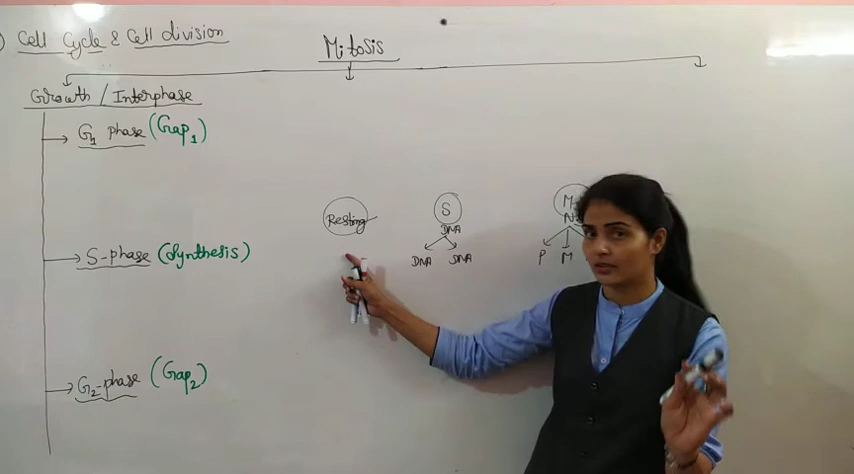 Cell Cycle & Cell division
Mitosis
Growth / Interphase
G1 phase (Gap1)
Resting
S
DNA
DNA DNA
M
P M
S-phase (Synthesis)
G2-phase (Gap2)